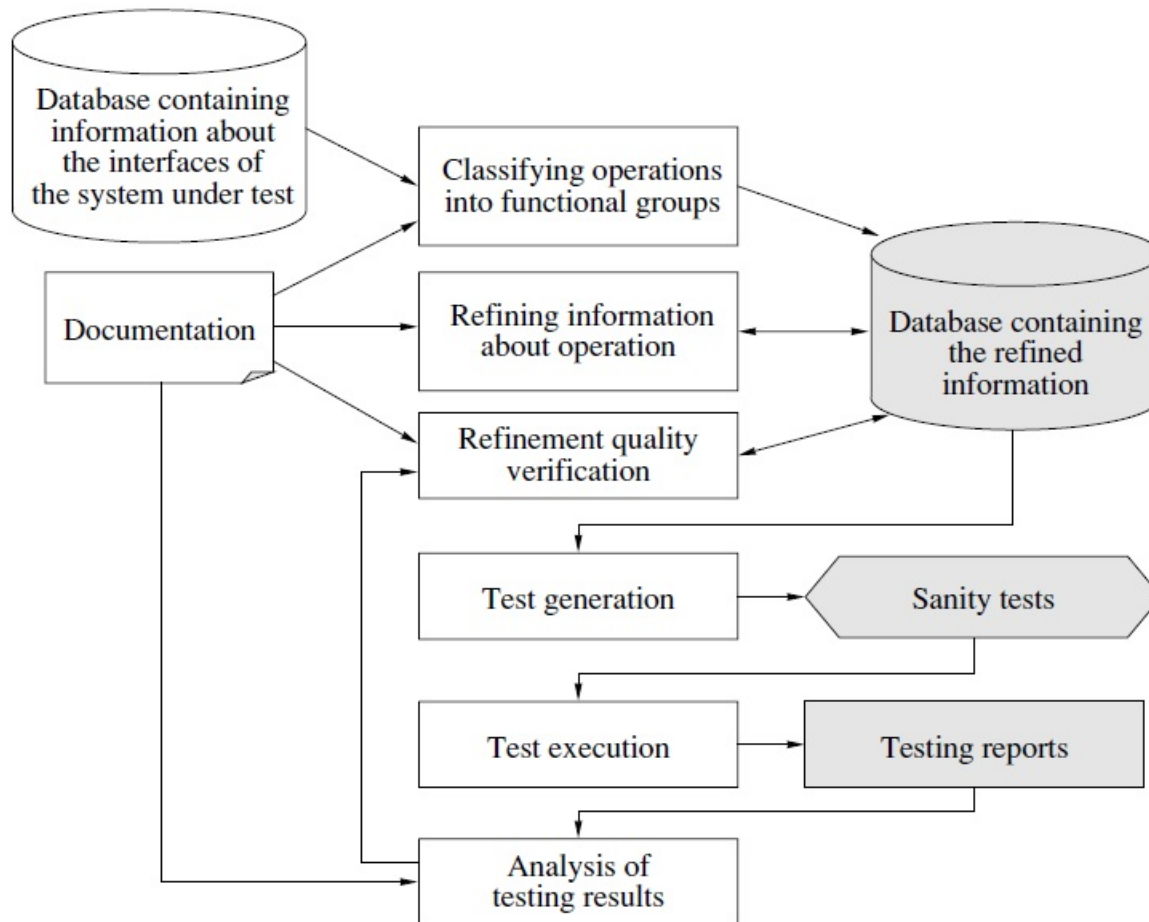 Database containing
information about
the interfaces of
the system under test
Classifying operations
into functional groups
Documentation
Refining information
about operation
Database containing
the refined
information
Refinement quality
verification
Test generation
Sanity tests
Test execution
Testing reports
Analysis of
testing results